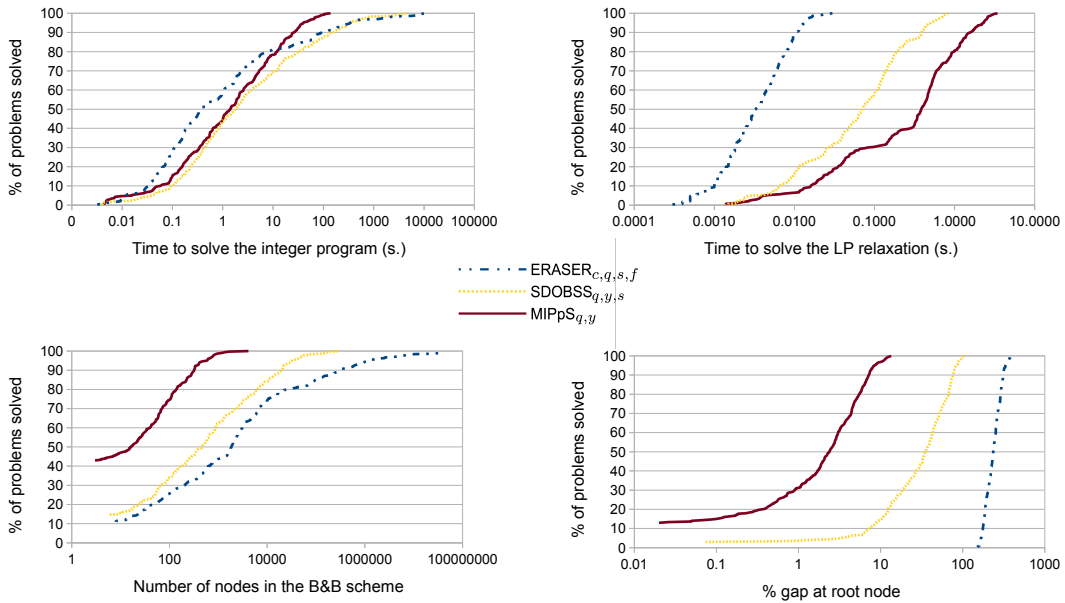 % of problems solved
100
90
80
70
60
50
40
30
20
10
0
0 0.01 0.1 1 10 100 1000 10000 100000
Time to solve the integer program (s.)
% of problems solved
100
90
80
70
60
50
40
30
20
10
0
0.0001 0.0010 0.0100 0.1000 1.0000 10.0000
Time to solve the LP relaxation (s.)
ERASERc,q,s,f
SDOBSSq,y,s
MIPpSq,y
% of problems solved
100
90
80
70
60
50
40
30
20
10
0
1 100 10000 1000000 100000000
Number of nodes in the B&B scheme
% of problems solved
100
90
80
70
60
50
40
30
20
10
0
0.01 0.1 1 10 100 1000
% gap at root node